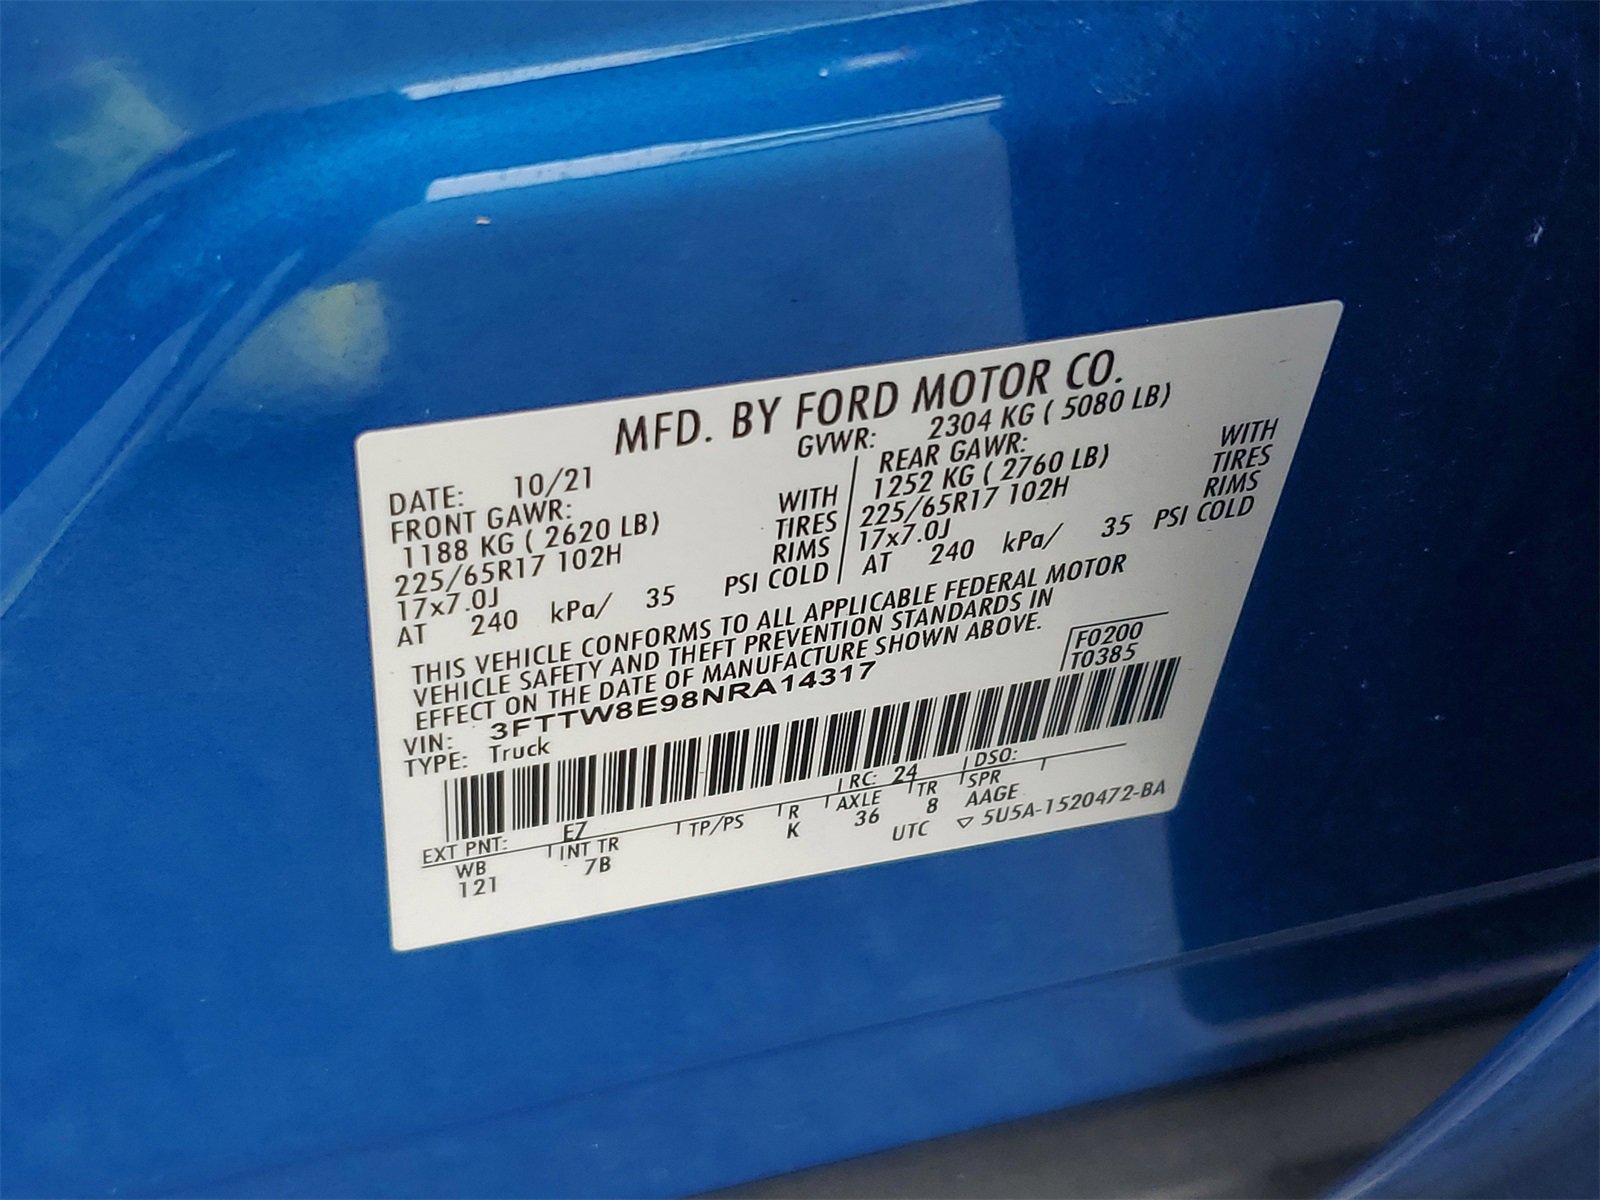 MFD. BY FORD MOTOR CO.
DATE: 10/21 GVWR: 2304 KG ( 5080 LB)
FRONT GAWR: REAR GAWR:
1188 KG ( 2620 LB) WITH 1252 KG ( 2760 LB) WITH
225/65R17 102H TIRES 225/65R17 102H TIRES
17x7.0J RIMS 17x7.0J RIMS
AT 240 kPa/ 35 PSI COLD AT 240 kPa/ 35 PSI COLD
THIS VEHICLE CONFORMS TO ALL APPLICABLE FEDERAL MOTOR
VEHICLE SAFETY AND THEFT PREVENTION STANDARDS IN
EFFECT ON THE DATE OF MANUFACTURE SHOWN ABOVE.
VIN: 3FTTW8E98NRA14317 F0200
TYPE: Truck T0385
EXT PNT: E7 RC: 24 DSO:
WB INT TR TP/PS R AXLE TR SPR
121 7B K 36 8 AAGE
UTC ▽ 5U5A-1520472-BA